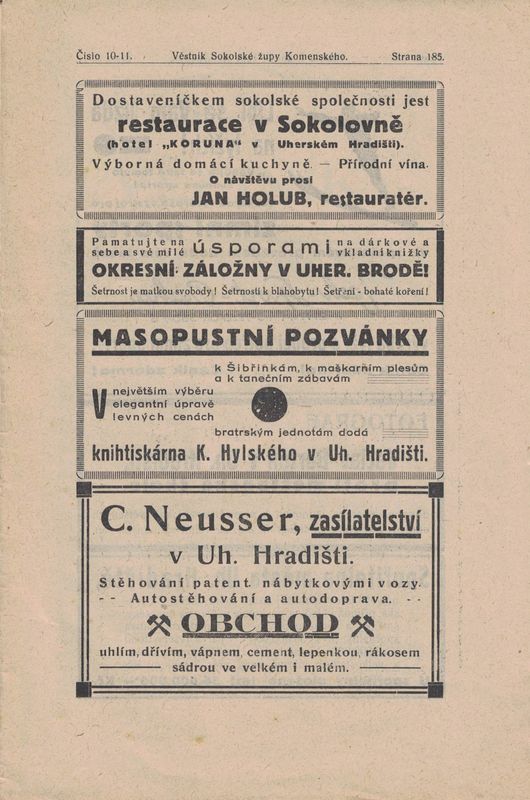 Číslo 10-11. Věstník Sokolské župy Komenského. Strana 185.
Dostaveníčkem sokolské společnosti jest
restaurace v Sokolovně
(hotel „KORUNA“ v Uherském Hradišti).
Výborná domácí kuchyně. — Přírodní vína.
O návštěvu prosí
JAN HOLUB, restauratér.
Pamatujte na
sebe a své milé
úsporami
na dárkové a
vkladní knížky
OKRESNÍ ZÁLOŽNY V UHER. BRODĚ!
Šetrnost je matkou svobody! Šetrností k blahobytu! Šetření - bohaté koření!
MASOPUSTNÍ POZVÁNKY
k Šibřinkám, k maškarním plesům
a k tanečním zábavám
V největším výběru
elegantní úpravě
levných cenách
bratrským jednotám dodá
knihtiskárna K. Hylského v Uh. Hradišti.
C. Neusser, zasílatelství
v Uh. Hradišti.
Stěhování patent. nábytkovými vozy.
-- Autostěhování a autodoprava. --
OBCHOD
uhlím, dřívím, vápnem, cement, lepenkou, rákosem
sádrou ve velkém i malém.